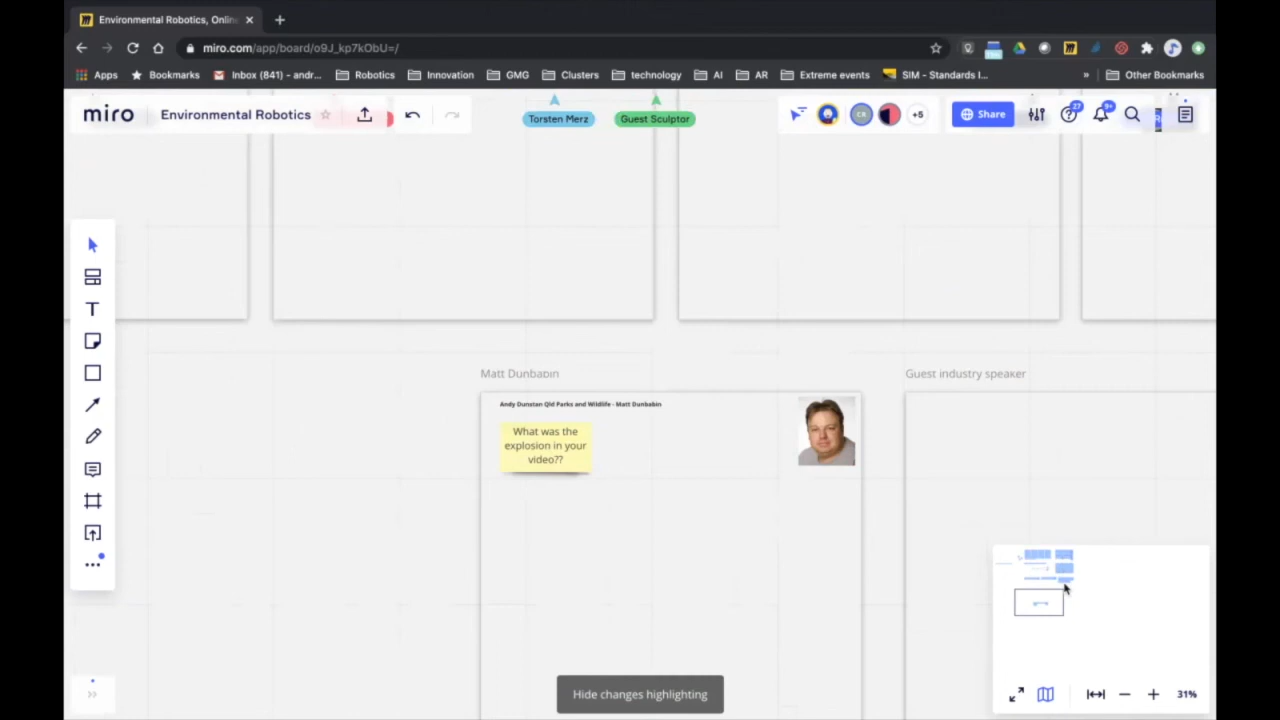 Environmental Robotics, Onlin
miro.com/app/board/o9J_kp7kObU=/
Apps
Bookmarks
Inbox (841) - andr...
Robotics
Innovation
GMG
Clusters
technology
AI
AR
Extreme events
SIM - Standards I...
»
Other Bookmarks
miro
Environmental Robotics
Torsten Merz
Guest Sculptor
CR
+5
Share
27
9+
Matt Dunbabin
Guest industry speaker
Andy Dunstan Qld Parks and Wildlife - Matt Dunbabin
What was the
explosion in your
video??
Hide changes highlighting
31%